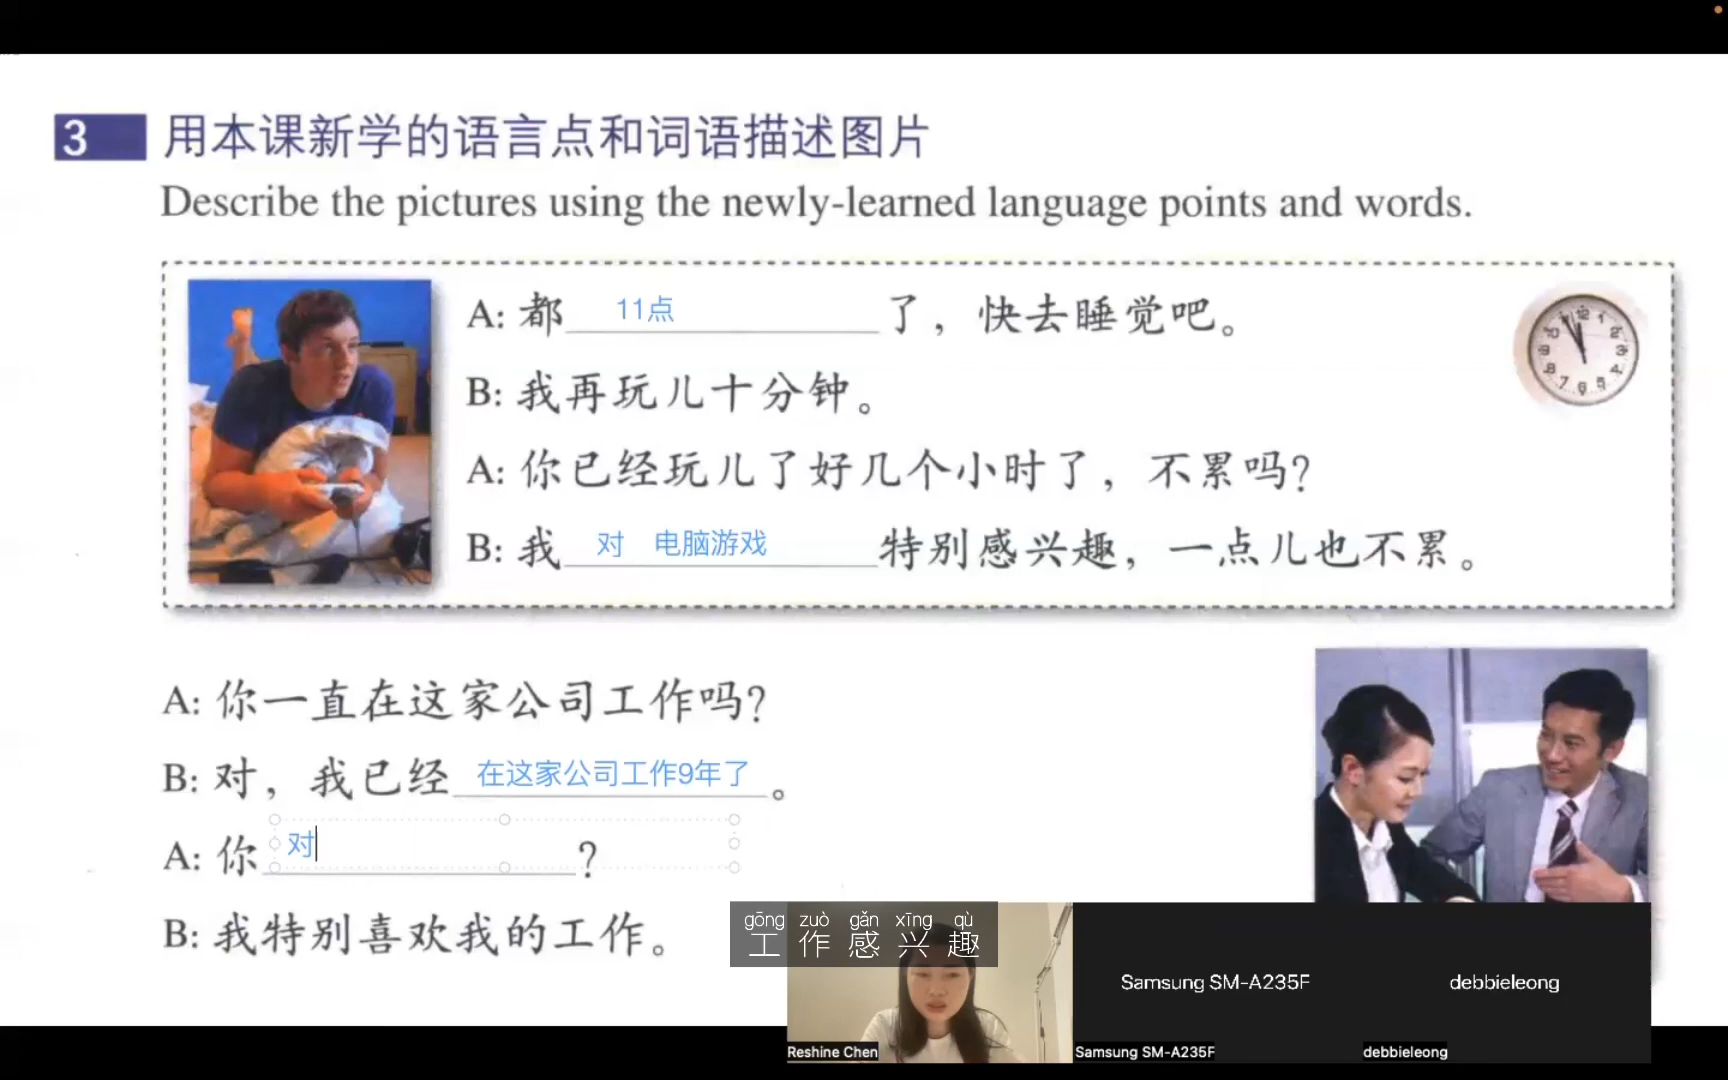 3 用本课新学的语言点和词语描述图片
Describe the pictures using the newly-learned language points and words.
A: 都 11点 了，快去睡觉吧。
B: 我再玩儿十分钟。
A: 你已经玩儿了好几个小时了，不累吗？
B: 我 对 电脑游戏 特别感兴趣，一点儿也不累。
A: 你一直在这家公司工作吗？
B: 对，我已经 在这家公司工作9年了 。
A: 你 对 ？
B: 我特别喜欢我的工作。
gōng zuò gǎn xīng qù
工 作 感 兴 趣
Samsung SM-A235F
debbieleong
Reshine Chen
Samsung SM-A235F
debbieleong